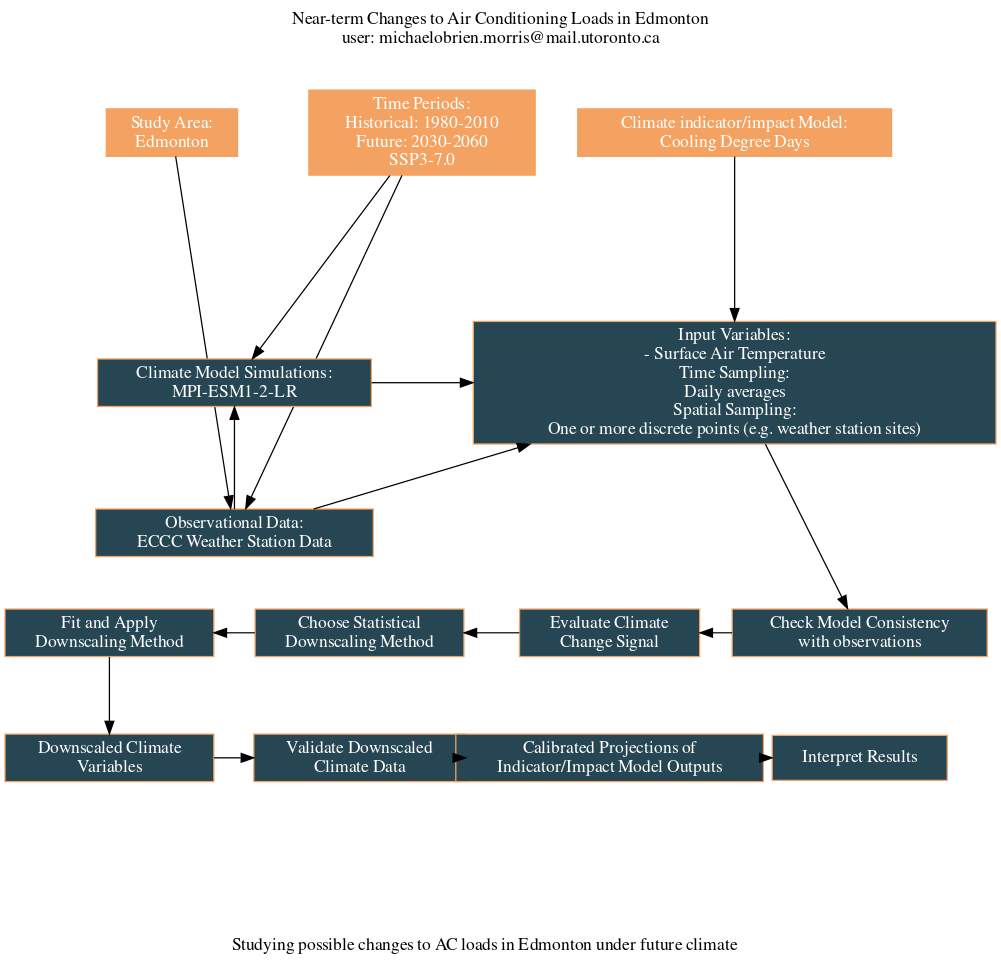 Near-term Changes to Air Conditioning Loads in Edmonton
user: michaelobrien.morris@mail.utoronto.ca
Study Area:
Edmonton
Time Periods:
Historical: 1980-2010
Future: 2030-2060
SSP3-7.0
Climate indicator/impact Model:
Cooling Degree Days
Climate Model Simulations:
MPI-ESM1-2-LR
Input Variables:
- Surface Air Temperature
Time Sampling:
Daily averages
Spatial Sampling:
One or more discrete points (e.g. weather station sites)
Observational Data:
ECCC Weather Station Data
Fit and Apply
Downscaling Method
Choose Statistical
Downscaling Method
Evaluate Climate
Change Signal
Check Model Consistency
with observations
Downscaled Climate
Variables
Validate Downscaled
Climate Data
Calibrated Projections of
Indicator/Impact Model Outputs
Interpret Results
Studying possible changes to AC loads in Edmonton under future climate